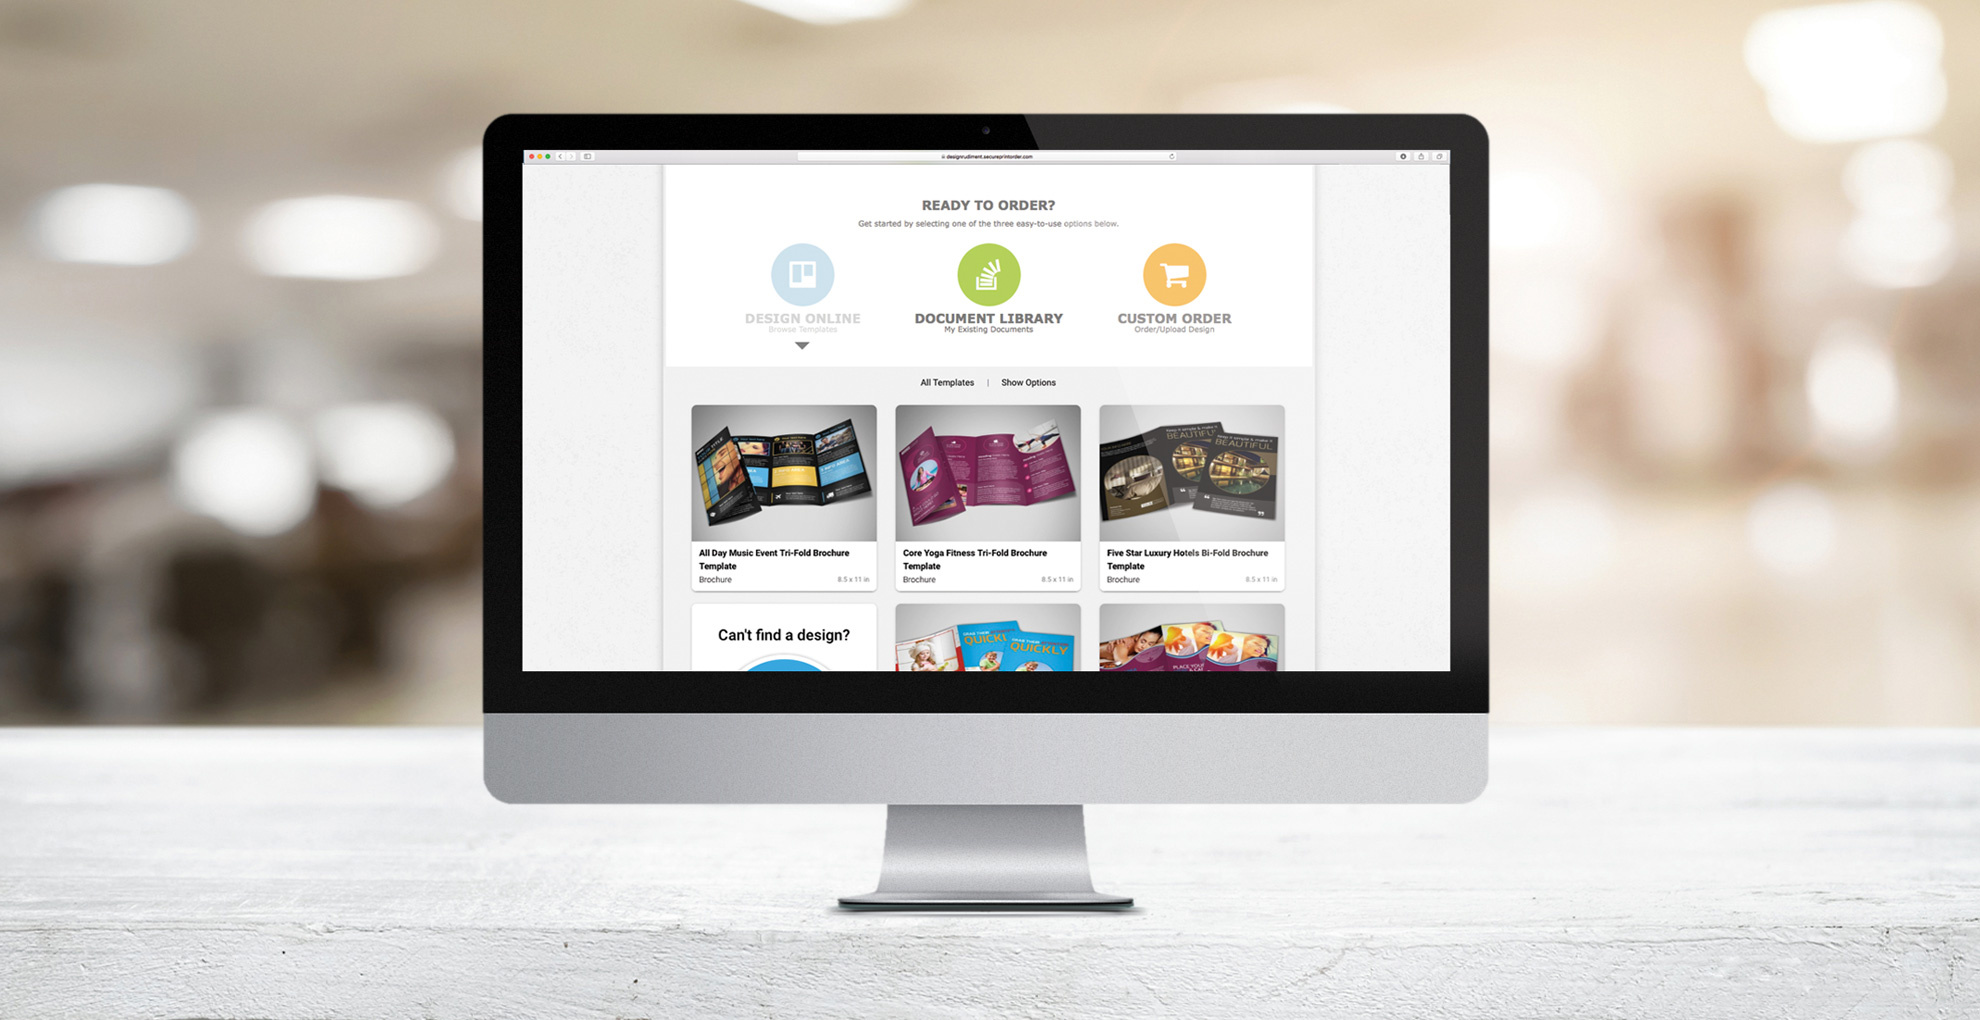 designrudiment.secureprintorder.com
READY TO ORDER?
Get started by selecting one of the three easy-to-use options below.
DESIGN ONLINE
Browse Templates
DOCUMENT LIBRARY
My Existing Documents
CUSTOM ORDER
Order/Upload Design
All Templates | Show Options
BEAUTIFUL
BEAUTIFUL
All Day Music Event Tri-Fold Brochure
Template
Brochure 8.5 x 11 in
Core Yoga Fitness Tri-Fold Brochure
Template
Brochure 8.5 x 11 in
Five Star Luxury Hotels Bi-Fold Brochure
Template
Brochure 8.5 x 11 in
Can't find a design?
QUICKLY
QUICKLY
PLACE YOUR